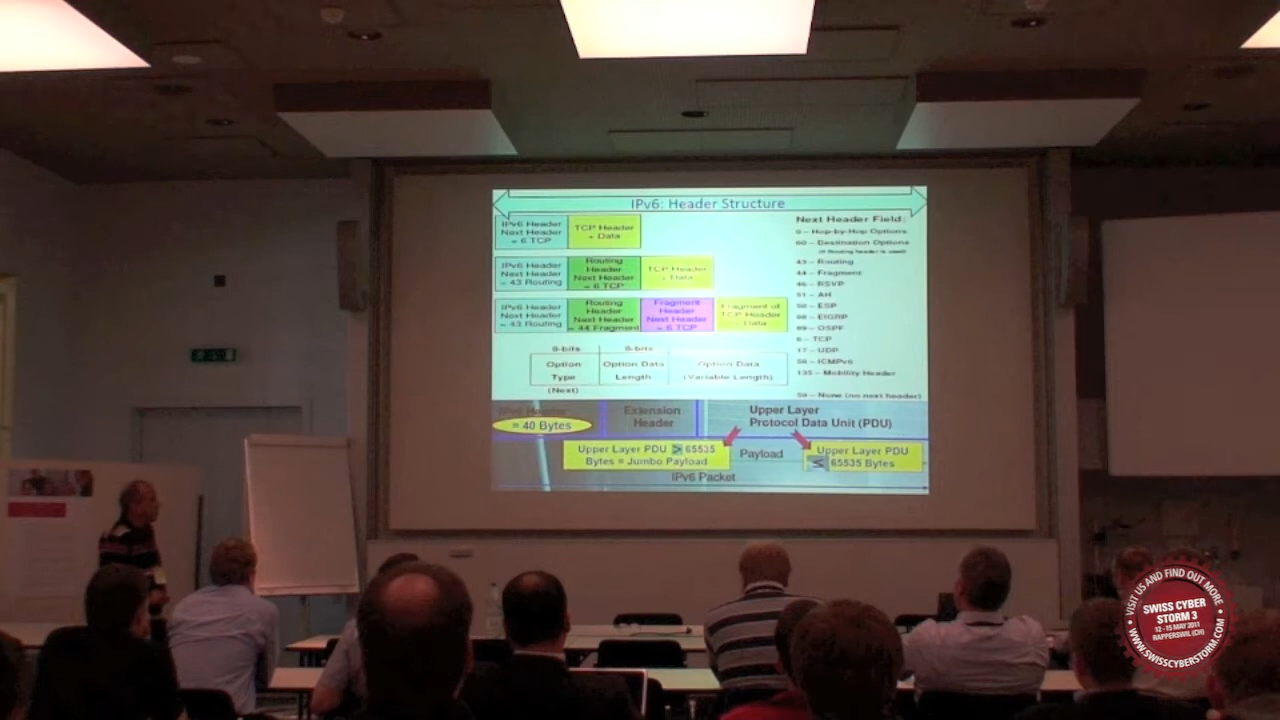 IPv6: Header Structure
IPv6 Header
Next Header
= 6 TCP
TCP Header
+ Data
IPv6 Header
Next Header
= 43 Routing
Routing
Header
Next Header
= 6 TCP
TCP Header
+ Data
IPv6 Header
Next Header
= 43 Routing
Routing
Header
Next Header
= 44 Fragment
Fragment
Header
Next Header
= 6 TCP
Fragment of
TCP Header
+ Data
Next Header Field:
0 – Hop-by-Hop Options
60 – Destination Options
43 – Routing
44 – Fragment
46 – RSVP
51 – AH
50 – ESP
88 – EIGRP
89 – OSPF
6 – TCP
17 – UDP
58 – ICMPv6
135 – Mobility Header
59 – None (no next header)
8-bits
8-bits
Option
Type
(Next)
Option Data
Length
Option Data
(Variable Length)
IPv6 Header
= 40 Bytes
Extension
Header
Upper Layer
Protocol Data Unit (PDU)
Upper Layer PDU > 65535
Bytes = Jumbo Payload
Payload
Upper Layer PDU
≤ 65535 Bytes
IPv6 Packet
VISIT US AND FIND OUT MORE
SWISS CYBER
STORM 3
12 - 15 MAY 2011
RAPPERSWIL (CH)
WWW.SWISSCYBERSTORM.COM